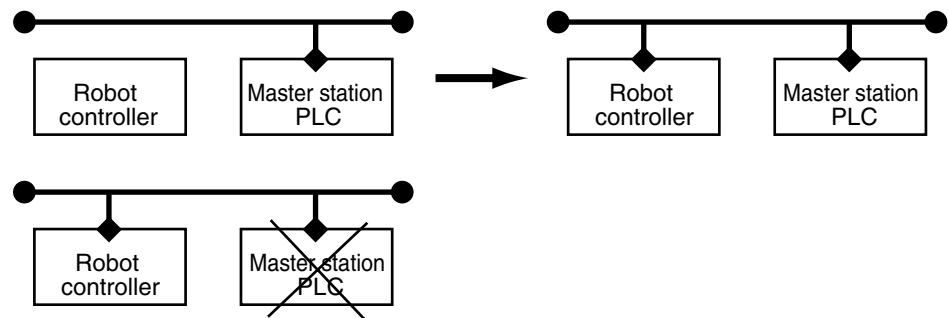 Robot
controller
Master station
PLC
Robot
controller
Master station
PLC
Robot
controller
Master station
PLC